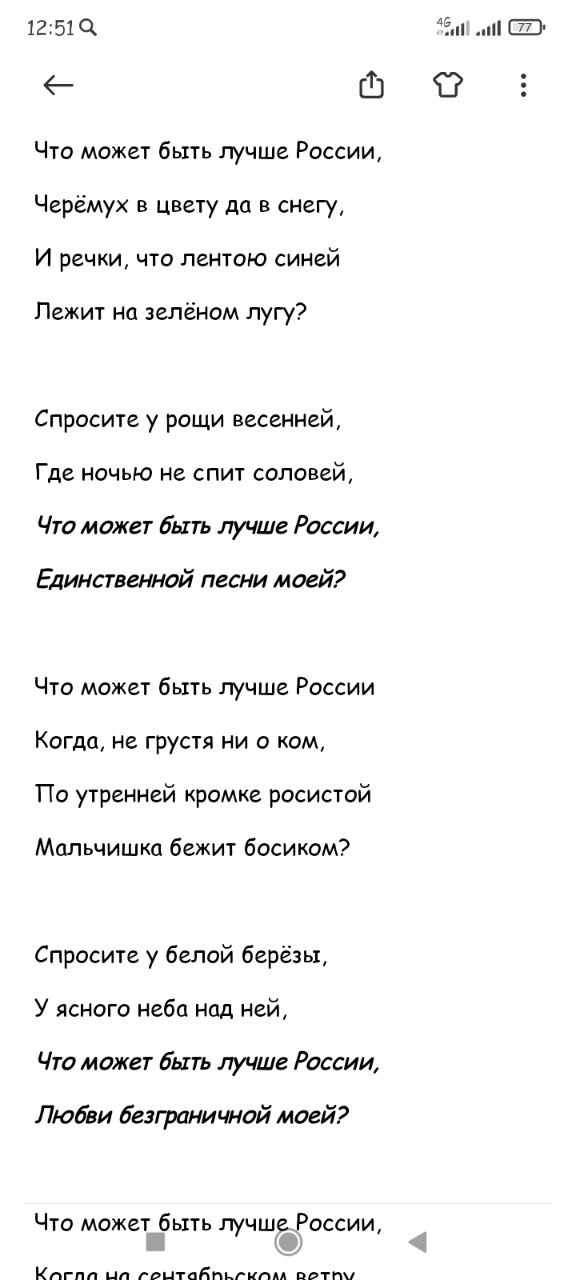 12:51
4G
77
Что может быть лучше России,
Черёмух в цвету да в снегу,
И речки, что лентою синей
Лежит на зелёном лугу?
Спросите у рощи весенней,
Где ночью не спит соловей,
Что может быть лучше России,
Единственной песни моей?
Что может быть лучше России
Когда, не грустя ни о ком,
По утренней кромке росистой
Мальчишка бежит босиком?
Спросите у белой берёзы,
У ясного неба над ней,
Что может быть лучше России,
Любви безграничной моей?
Что может быть лучше России,
Когда на сентябрьском ветру